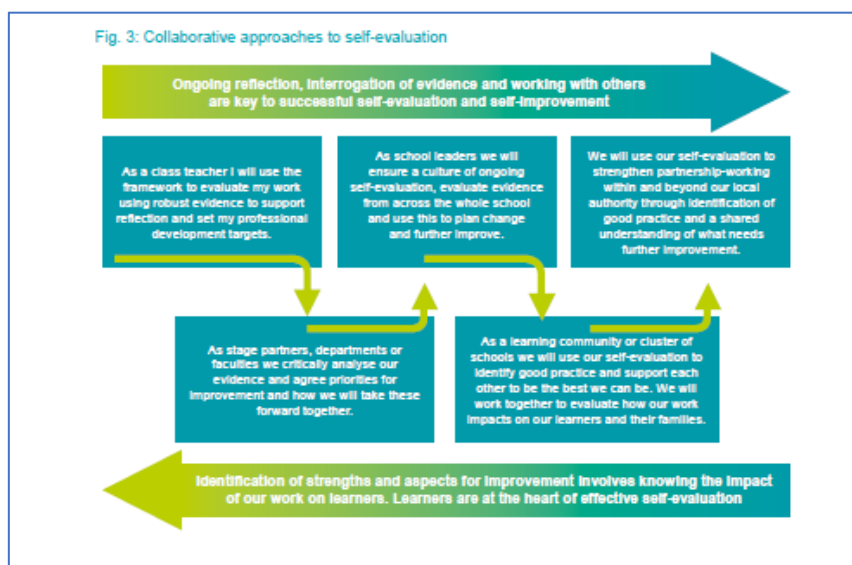 Fig. 3: Collaborative approaches to self-evaluation
Ongoing reflection, interrogation of evidence and working with others
are key to successful self-evaluation and self-improvement
As a class teacher I will use the
framework to evaluate my work
using robust evidence to support
reflection and set my professional
development targets.
As school leaders we will
ensure a culture of ongoing
self-evaluation, evaluate evidence
from across the whole school
and use this to plan change
and further improve.
We will use our self-evaluation to
strengthen partnership-working
within and beyond our local
authority through identification of
good practice and a shared
understanding of what needs
further improvement.
As stage partners, departments or
faculties we critically analyse our
evidence and agree priorities for
improvement and how we will take these
forward together.
As a learning community or cluster of
schools we will use our self-evaluation to
identify good practice and support each
other to be the best we can be. We will
work together to evaluate how our work
impacts on our learners and their families.
Identification of strengths and aspects for improvement involves knowing the impact
of our work on learners. Learners are at the heart of effective self-evaluation